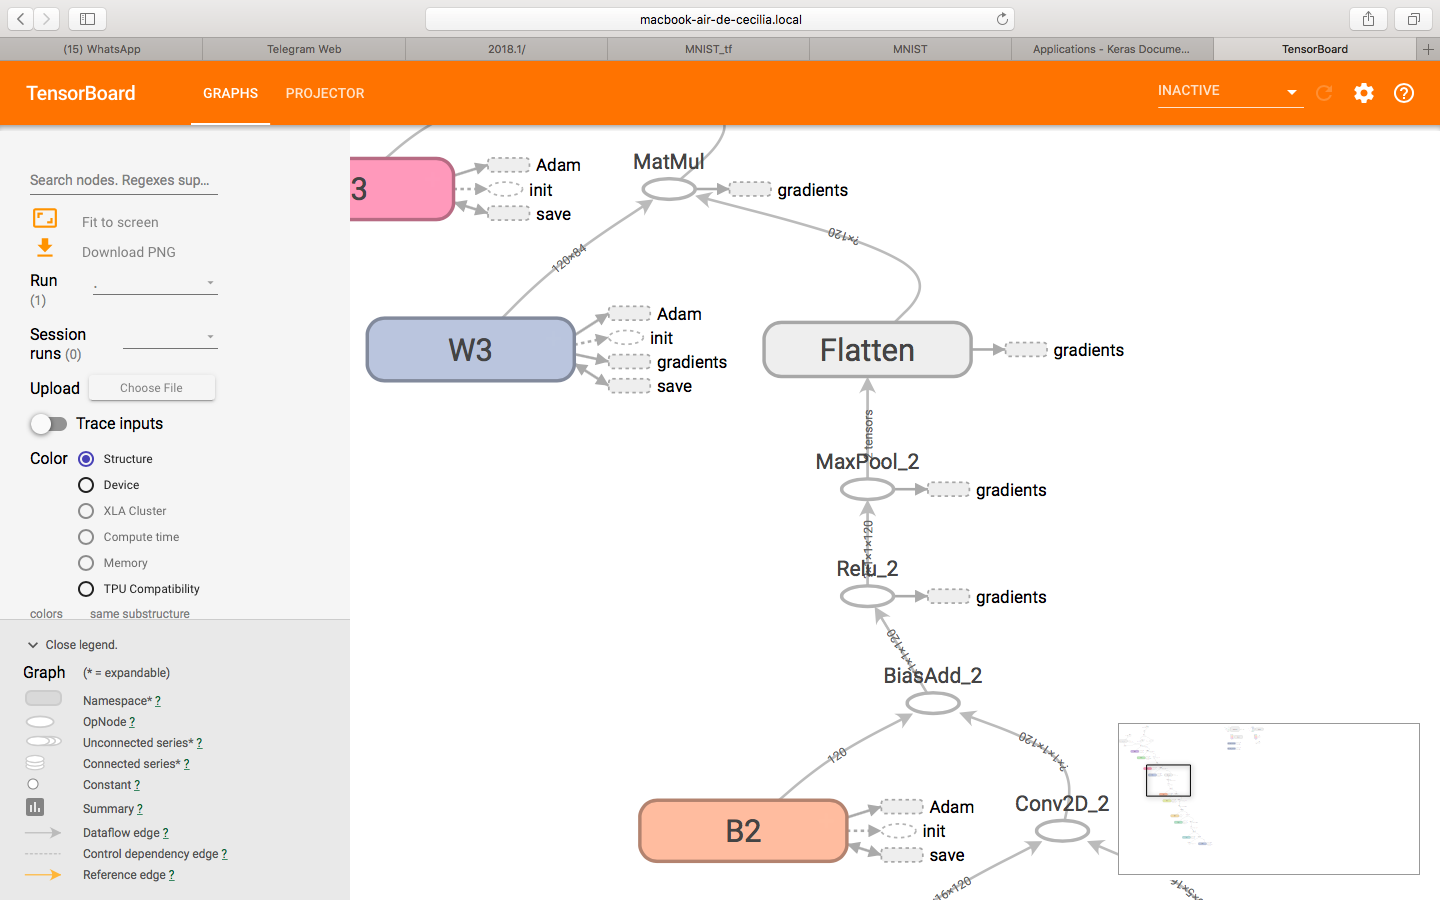 macbook-air-de-cecilia.local
(15) WhatsApp
Telegram Web
2018.1/
MNIST_tf
MNIST
Applications - Keras Docume...
TensorBoard
TensorBoard
GRAPHS
PROJECTOR
INACTIVE
Search nodes. Regexes sup...
Fit to screen
Download PNG
Run
(1)
.
Session
runs (0)
Upload
Choose File
Trace inputs
Color
Structure
Device
XLA Cluster
Compute time
Memory
TPU Compatibility
colors
same substructure
Close legend.
Graph
(* = expandable)
Namespace* ?
OpNode ?
Unconnected series* ?
Connected series* ?
Constant ?
Summary ?
Dataflow edge ?
Control dependency edge ?
Reference edge ?
3
Adam
init
save
MatMul
gradients
120×84
?×120
W3
Adam
init
gradients
save
Flatten
gradients
2 tensors
MaxPool_2
gradients
?×1×1×120
Relu_2
gradients
?×1×1×120
BiasAdd_2
120
?×1×1×120
B2
Adam
init
save
Conv2D_2
16×120